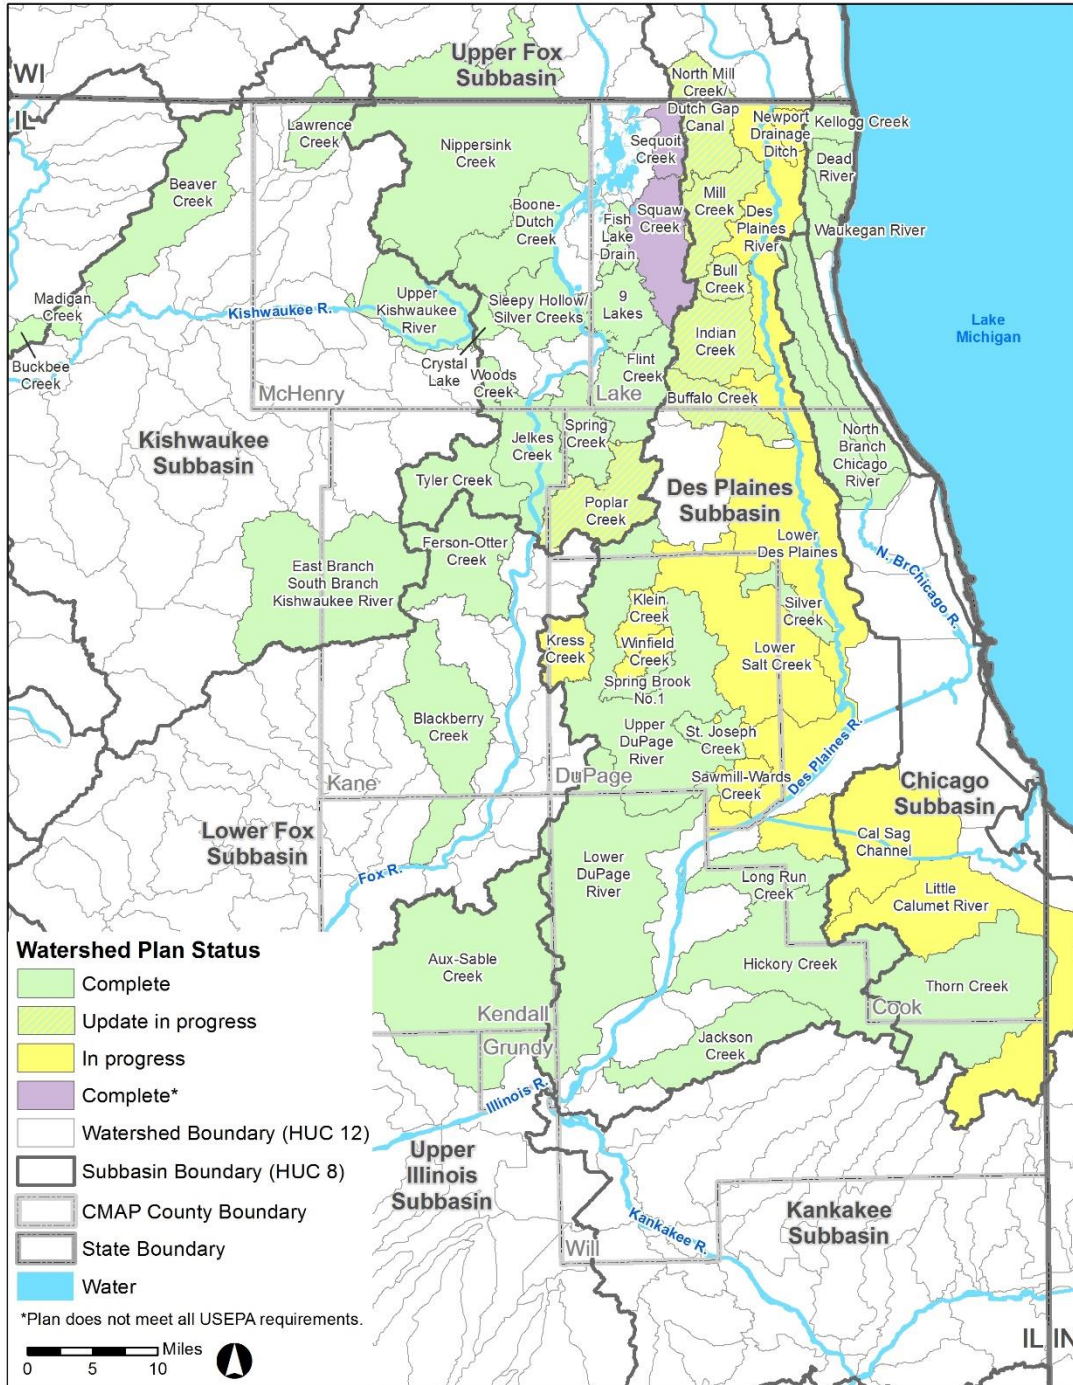 WI
IL
Upper Fox
Subbasin
North Mill
Creek/
Dutch Gap
Canal
Newport
Drainage
Ditch
Kellogg Creek
Lawrence
Creek
Nippersink
Creek
Sequoit
Creek
Dead
River
Beaver
Creek
Boone-
Dutch
Creek
Fish
Lake
Drain
Squaw
Creek
Mill
Creek
Des
Plaines
River
Waukegan River
Bull
Creek
Madigan
Creek
Kishwaukee R.
Upper
Kishwaukee
River
Sleepy Hollow/
Silver Creeks
9
Lakes
Indian
Creek
Lake
Michigan
Buckbee
Creek
Crystal
Lake
Woods
Creek
Flint
Creek
McHenry
Lake
Buffalo Creek
Kishwaukee
Subbasin
Jelkes
Creek
Spring
Creek
North
Branch
Chicago
River
Tyler Creek
Poplar
Creek
Des Plaines
Subbasin
Ferson-Otter
Creek
Lower
Des Plaines
N. BrChicago R.
East Branch
South Branch
Kishwaukee River
Klein
Creek
Silver
Creek
Kress
Creek
Winfield
Creek
Lower
Salt Creek
Spring Brook
No.1
Blackberry
Creek
Upper
DuPage
River
St. Joseph
Creek
Des Plaines R.
Kane
DuPage
Sawmill-Wards
Creek
Chicago
Subbasin
Lower Fox
Subbasin
Cal Sag
Channel
Fox R.
Lower
DuPage
River
Long Run
Creek
Little
Calumet River
Aux-Sable
Creek
Hickory Creek
Thorn Creek
Kendall
Cook
Grundy
Jackson
Creek
Illinois R.
Upper
Illinois
Subbasin
Kankakee R.
Kankakee
Subbasin
Will
IL
IN
Watershed Plan Status
Complete
Update in progress
In progress
Complete*
Watershed Boundary (HUC 12)
Subbasin Boundary (HUC 8)
CMAP County Boundary
State Boundary
Water
*Plan does not meet all USEPA requirements.
Miles
0 5 10